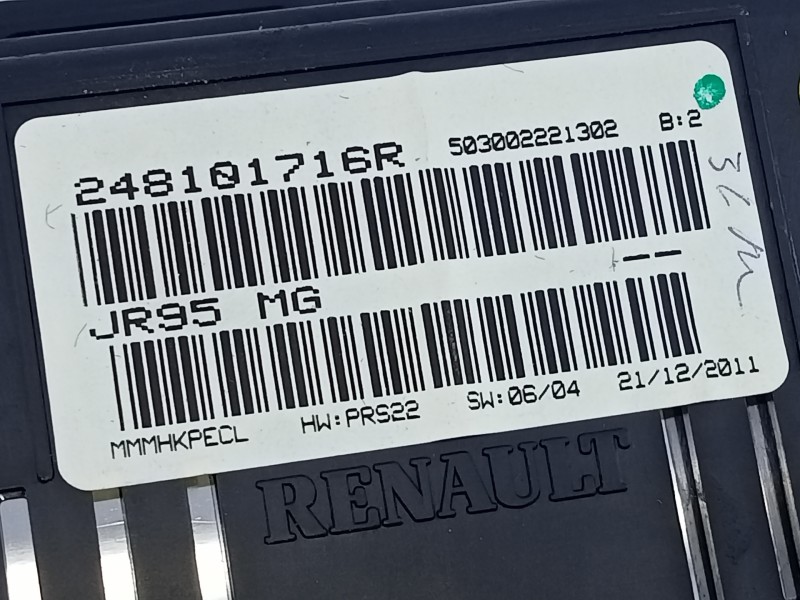 248101716R 503002221302 B:2
JR95 MG --
MMMHKPECL HW:PRS22 SW:06/04 21/12/2011
RENAULT